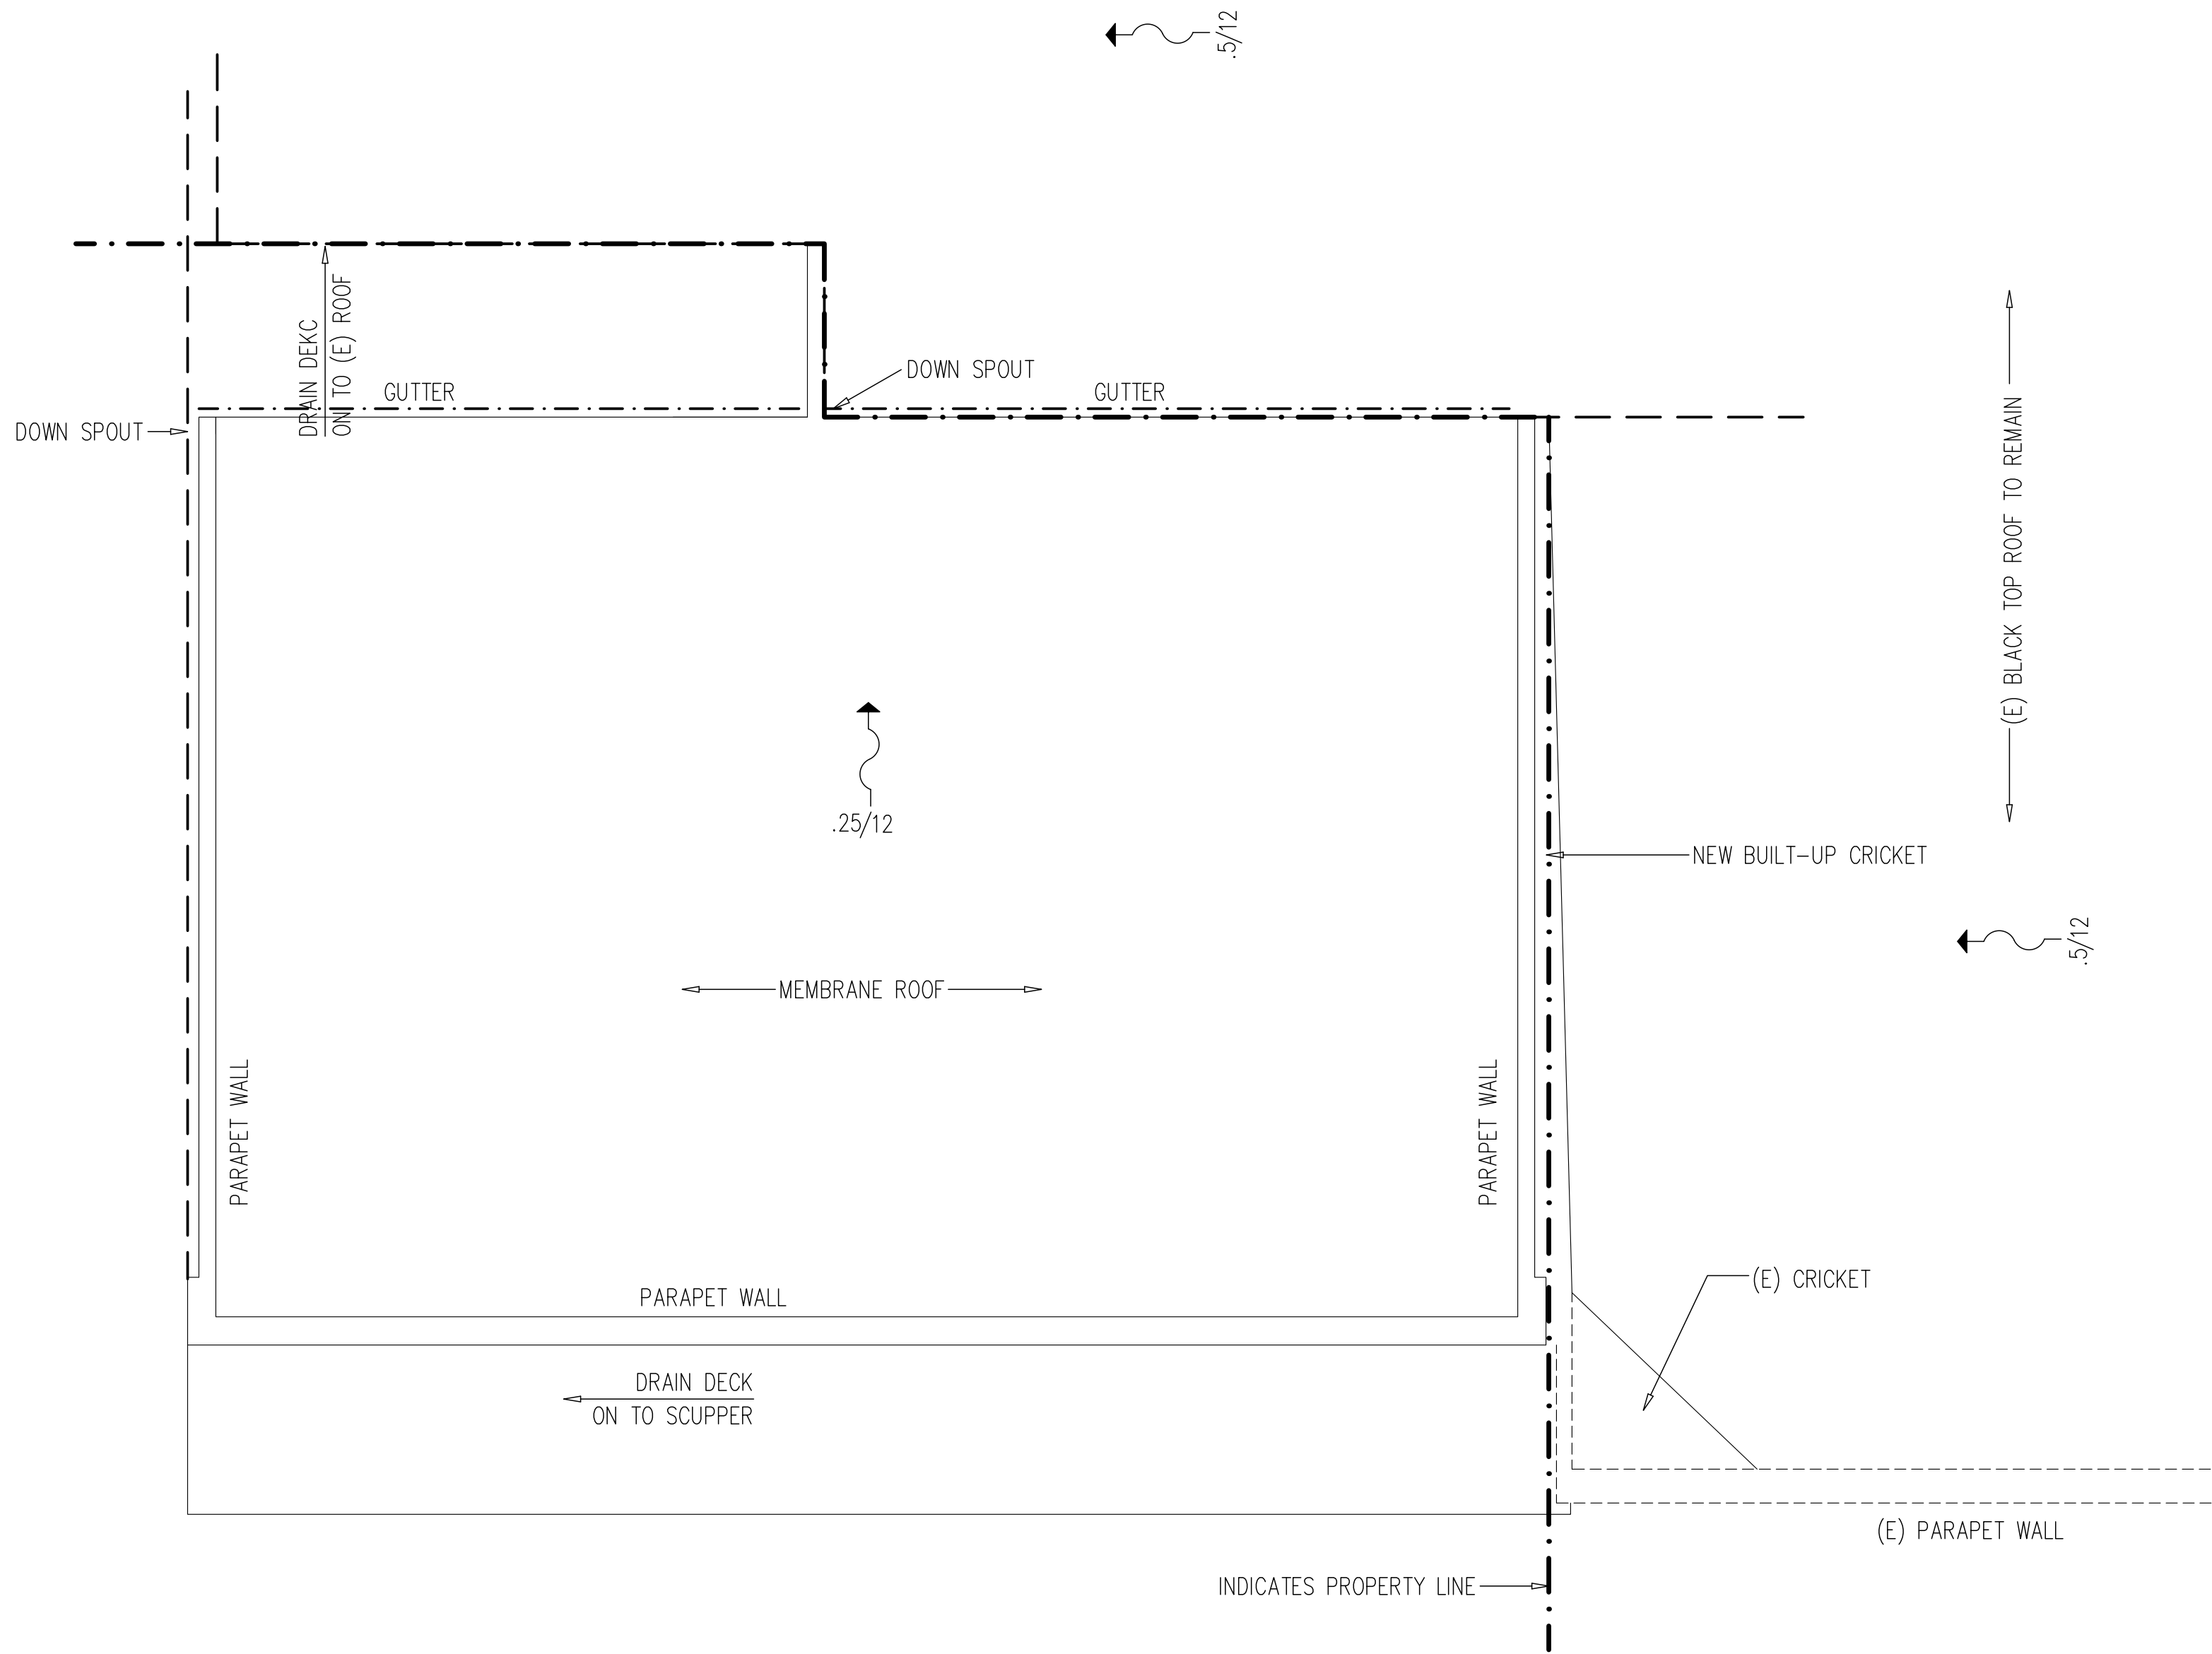 .5/12
DRAIN DEKC
ON TO (E) ROOF
GUTTER
DOWN SPOUT
GUTTER
DOWN SPOUT
(E) BLACK TOP ROOF TO REMAIN
.25/12
NEW BUILT-UP CRICKET
.5/12
MEMBRANE ROOF
PARAPET WALL
PARAPET WALL
PARAPET WALL
(E) CRICKET
DRAIN DECK
ON TO SCUPPER
(E) PARAPET WALL
INDICATES PROPERTY LINE